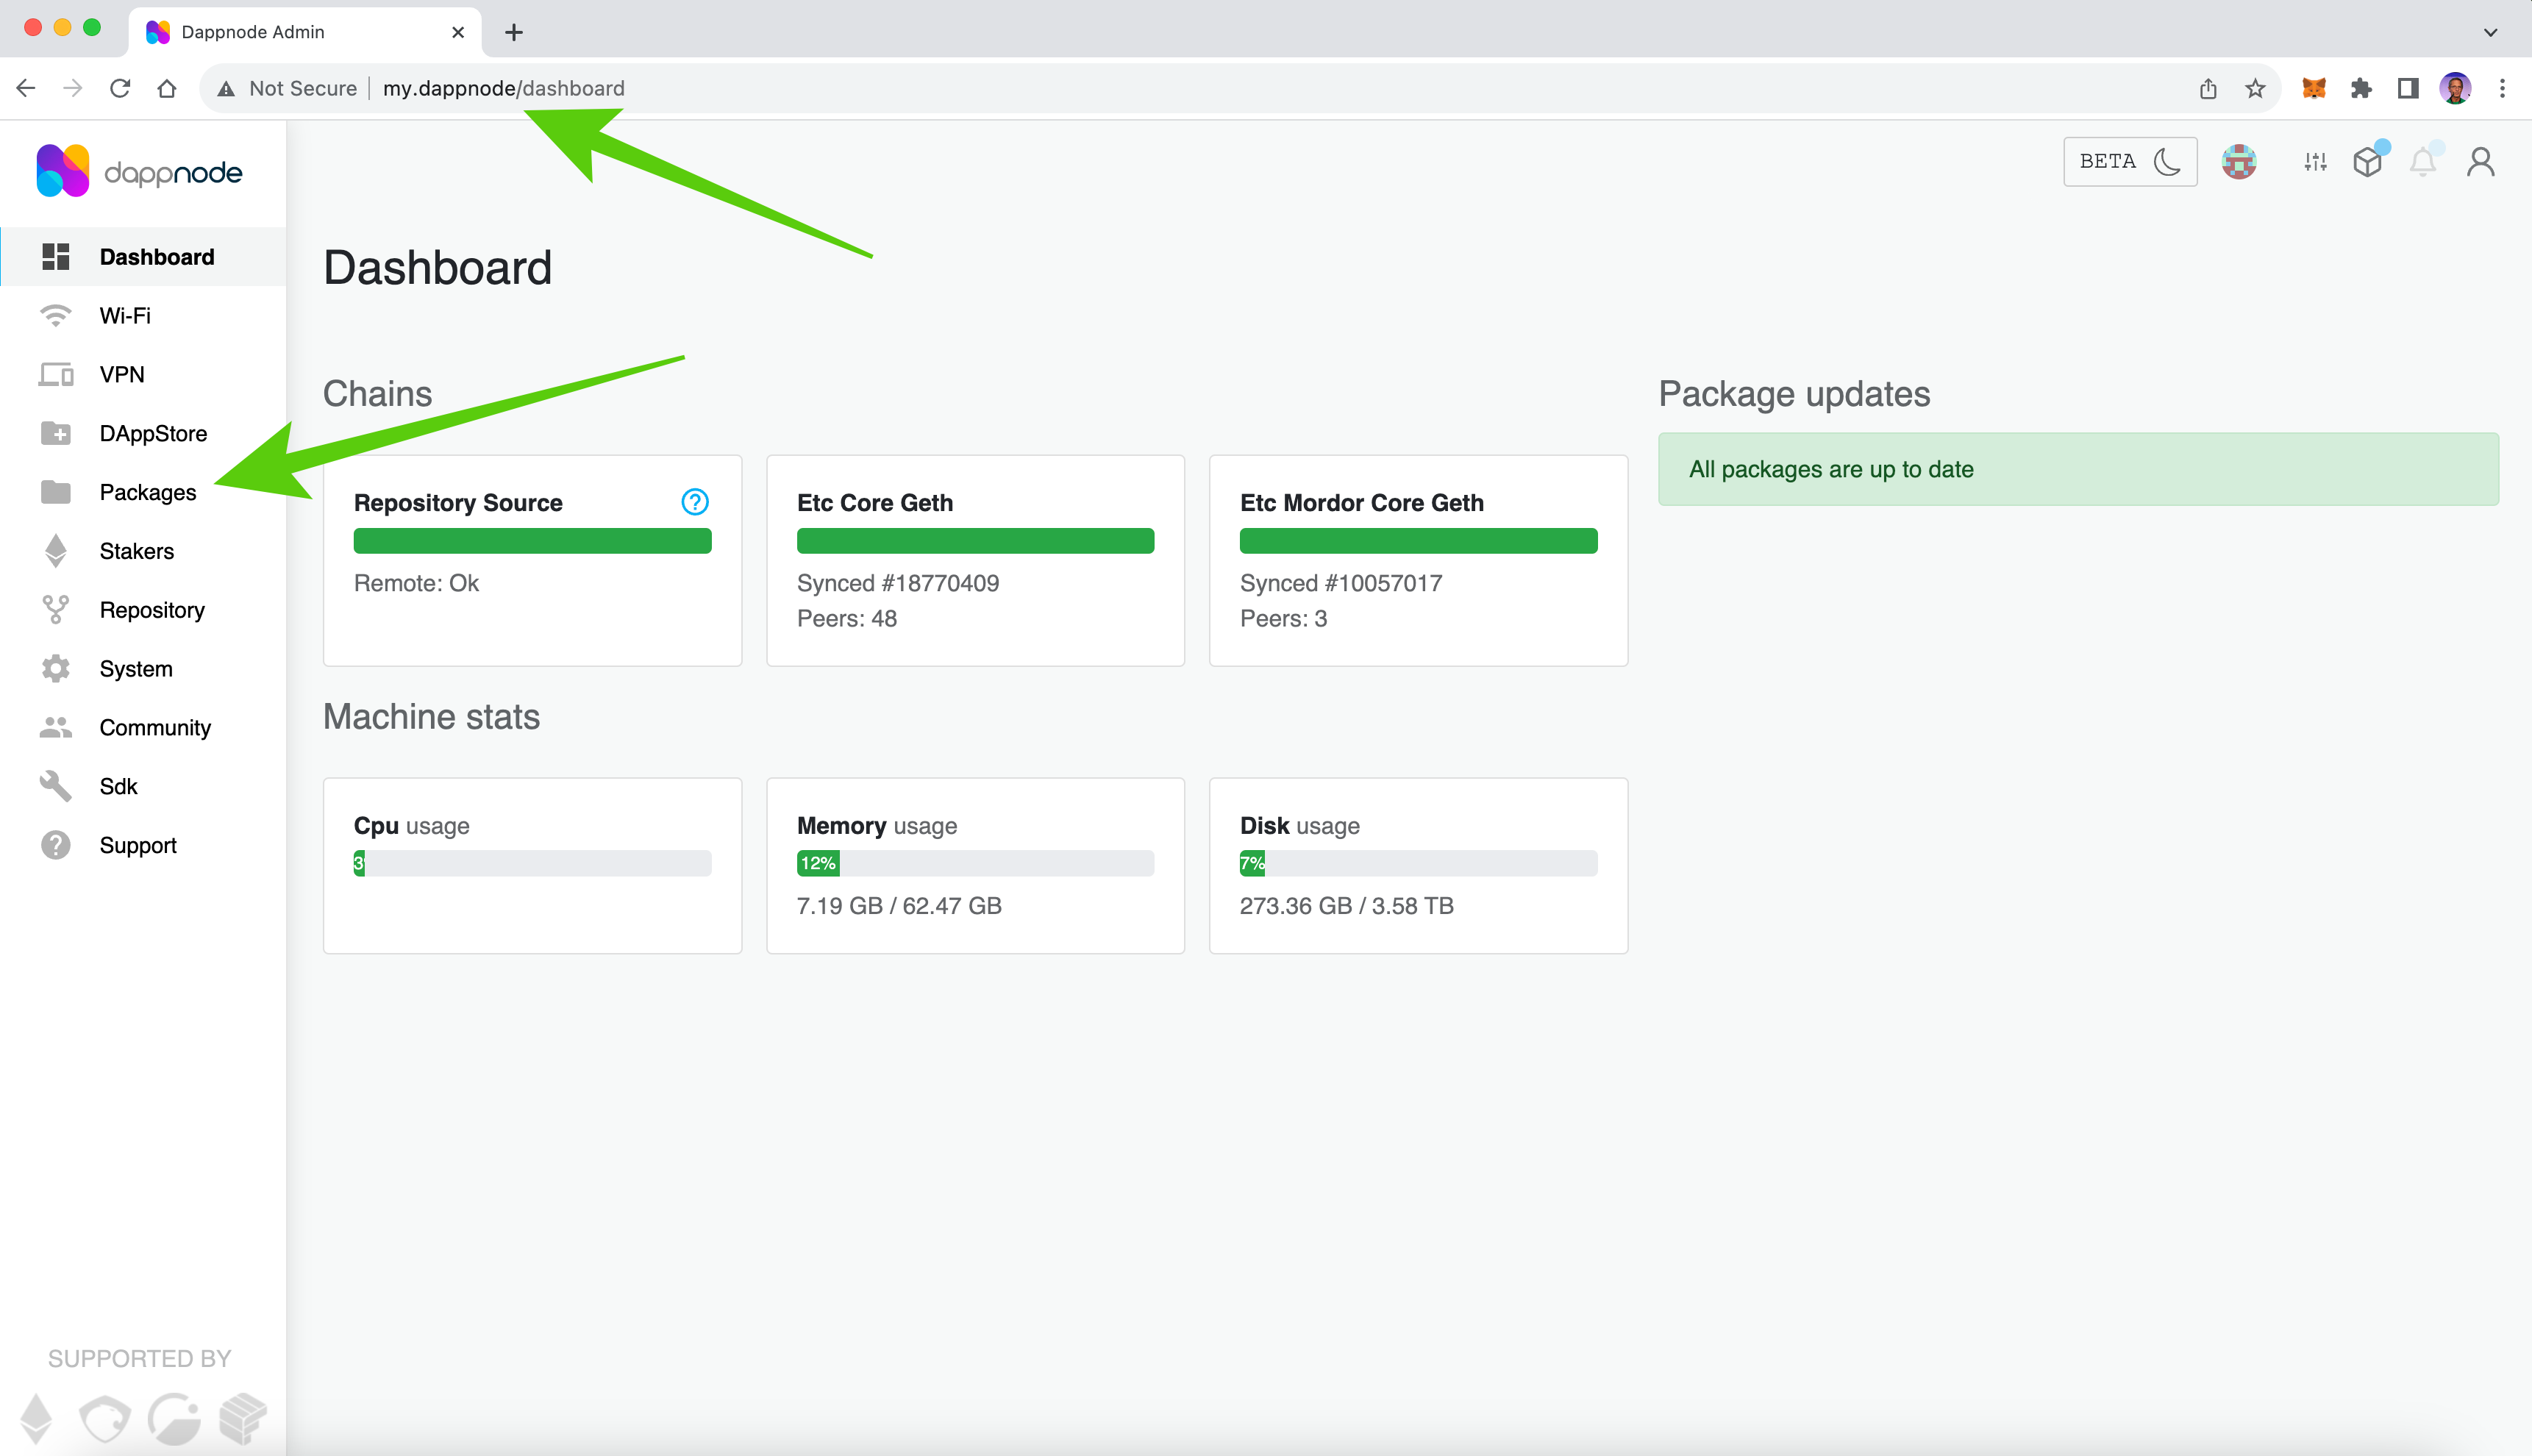 Dappnode Admin
Not Secure my.dappnode/dashboard
dappnode
BETA
Dashboard
Wi-Fi
VPN
DAppStore
Packages
Stakers
Repository
System
Community
Sdk
Support
SUPPORTED BY
Dashboard
Chains
Repository Source
Remote: Ok
Etc Core Geth
Synced #18770409
Peers: 48
Etc Mordor Core Geth
Synced #10057017
Peers: 3
Package updates
All packages are up to date
Machine stats
Cpu usage
3
Memory usage
12%
7.19 GB / 62.47 GB
Disk usage
7%
273.36 GB / 3.58 TB